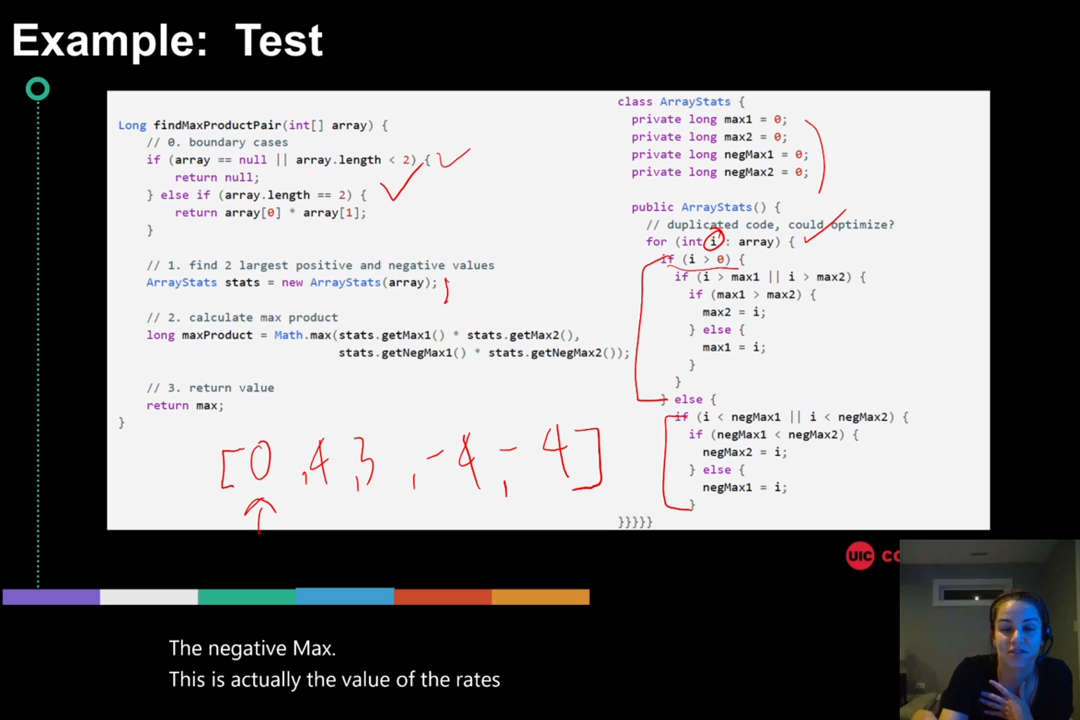 Example: Test
Long findMaxProductPair(int[] array) {
// 0. boundary cases
if (array == null || array.length < 2) {
return null;
} else if (array.length == 2) {
return array[0] * array[1];
}
// 1. find 2 largest positive and negative values
ArrayStats stats = new ArrayStats(array);
// 2. calculate max product
long maxProduct = Math.max(stats.getMax1() * stats.getMax2(),
stats.getNegMax1() * stats.getNegMax2());
// 3. return value
return max;
}
[0,4,3,-4,-4]
class ArrayStats {
private long max1 = 0;
private long max2 = 0;
private long negMax1 = 0;
private long negMax2 = 0;
public ArrayStats() {
// duplicated code, could optimize?
for (int i : array) {
if (i > 0) {
if (i > max1 || i > max2) {
if (max1 > max2) {
max2 = i;
} else {
max1 = i;
}
}
} else {
if (i < negMax1 || i < negMax2) {
if (negMax1 < negMax2) {
negMax2 = i;
} else {
negMax1 = i;
}
}}}}}
UIC
The negative Max.
This is actually the value of the rates